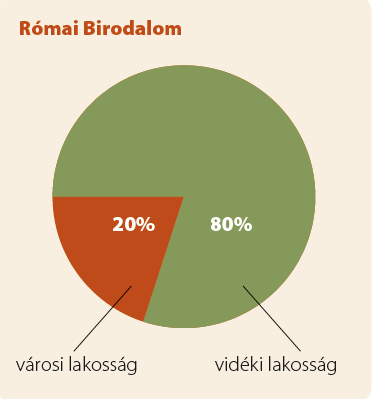 Római Birodalom
20% 80%
városi lakosság vidéki lakosság